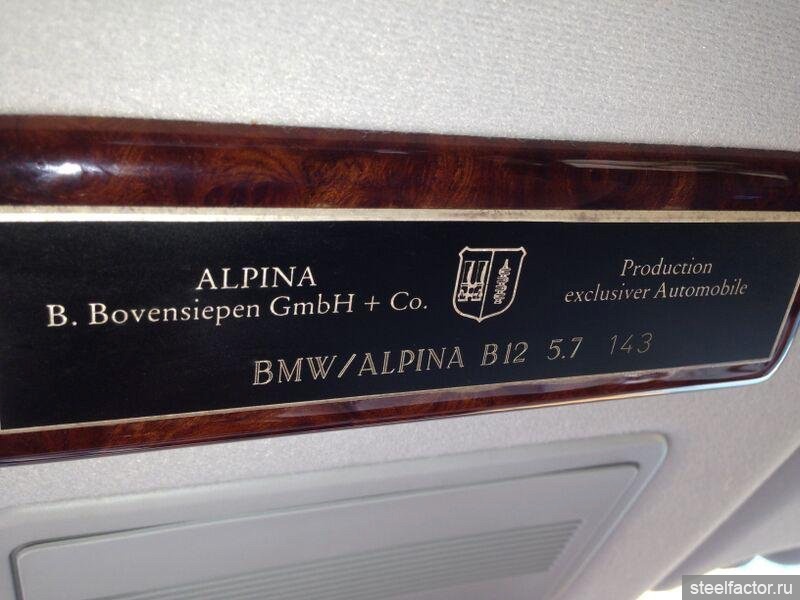 ALPINA
B. Bovensiepen GmbH + Co.
Production
exclusiver Automobile
BMW/ALPINA B12 5.7 143
steelfactor.ru